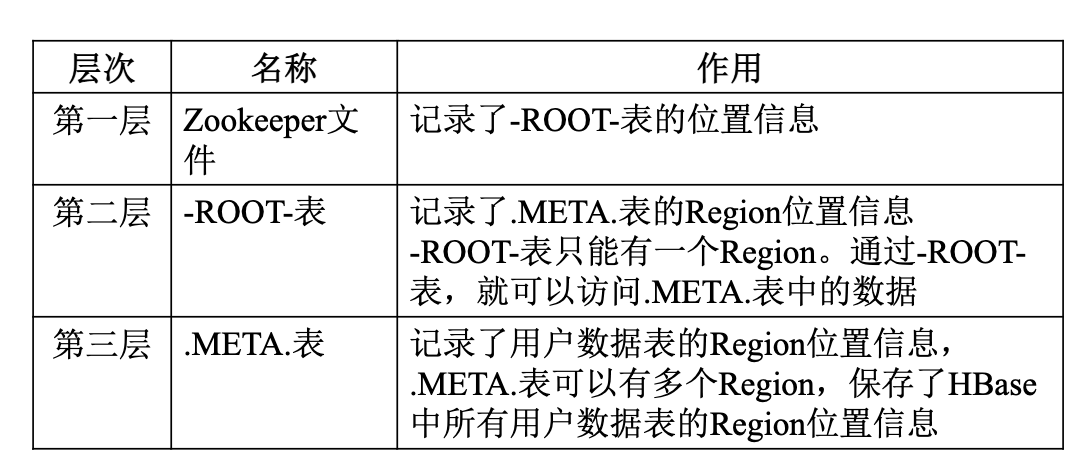 层次 名称 作用
第一层 Zookeeper文 记录了-ROOT-表的位置信息
件
第二层 -ROOT-表 记录了.META.表的Region位置信息
-ROOT-表只能有一个Region。通过-ROOT-
表，就可以访问.META.表中的数据
第三层 .META.表 记录了用户数据表的Region位置信息，
.META.表可以有多个Region，保存了HBase
中所有用户数据表的Region位置信息